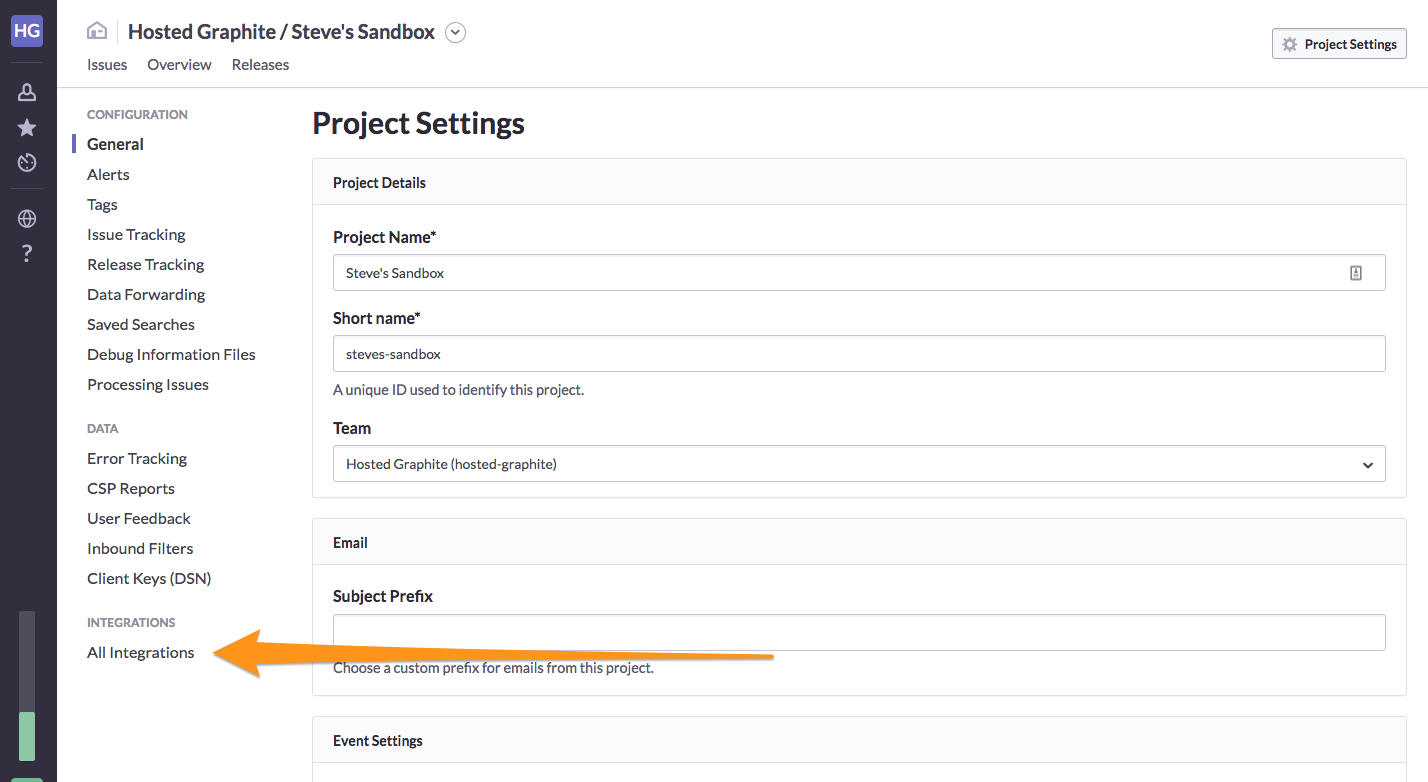 HG
Hosted Graphite / Steve's Sandbox
Project Settings
Issues Overview Releases
?
CONFIGURATION
General
Alerts
Tags
Issue Tracking
Release Tracking
Data Forwarding
Saved Searches
Debug Information Files
Processing Issues
DATA
Error Tracking
CSP Reports
User Feedback
Inbound Filters
Client Keys (DSN)
INTEGRATIONS
All Integrations
Project Settings
Project Details
Project Name*
Steve's Sandbox
Short name*
steves-sandbox
A unique ID used to identify this project.
Team
Hosted Graphite (hosted-graphite)
Email
Subject Prefix
Choose a custom prefix for emails from this project.
Event Settings